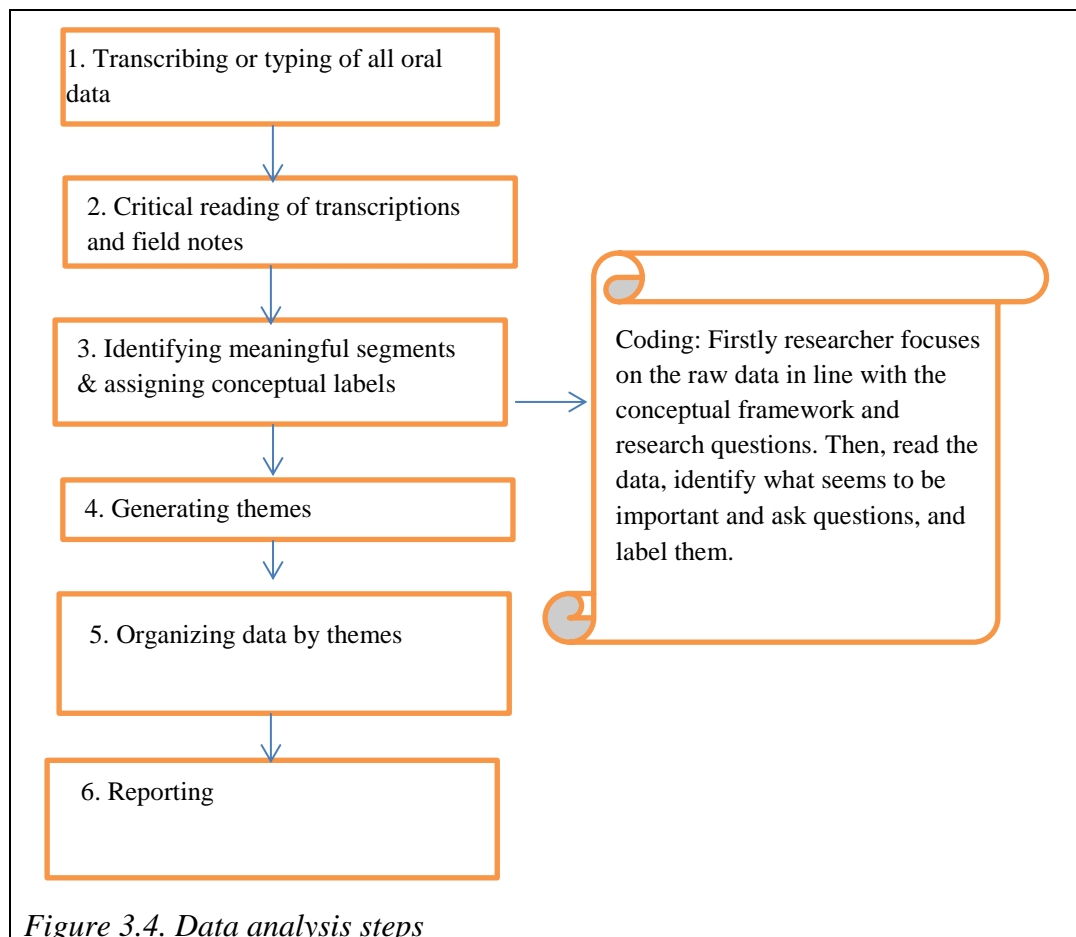 1. Transcribing or typing of all oral
data
2. Critical reading of transcriptions
and field notes
3. Identifying meaningful segments
& assigning conceptual labels
Coding: Firstly researcher focuses
on the raw data in line with the
conceptual framework and
research questions. Then, read the
data, identify what seems to be
important and ask questions, and
label them.
4. Generating themes
5. Organizing data by themes
6. Reporting
Figure 3.4. Data analysis steps